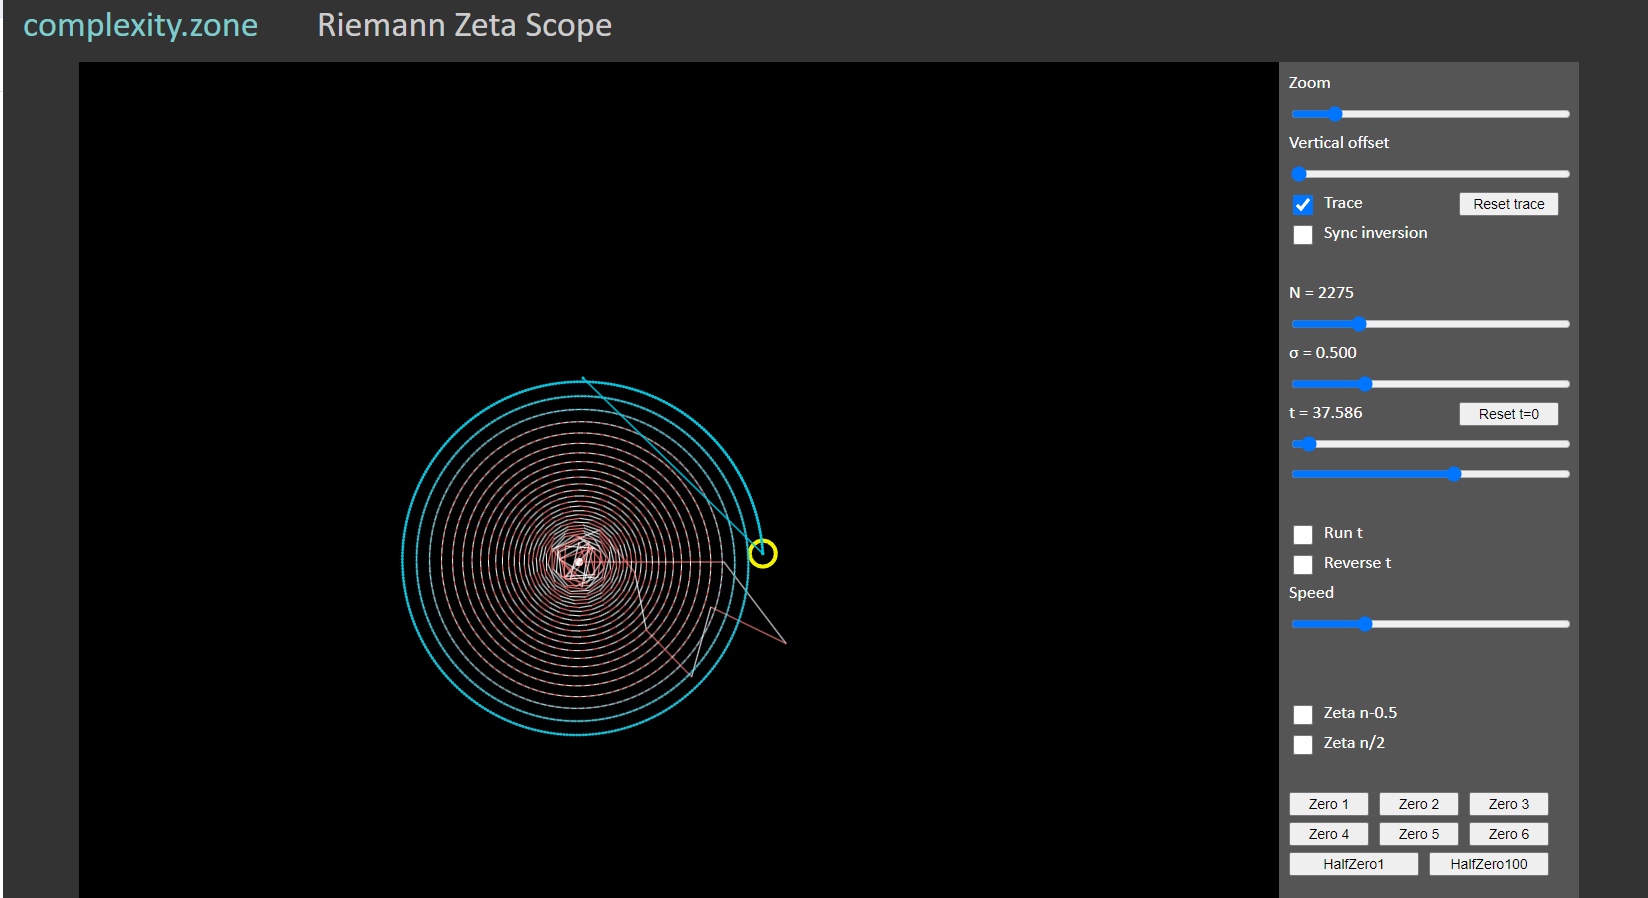 complexity.zone Riemann Zeta Scope
Zoom
Vertical offset
Trace Reset trace
Sync inversion
N = 2275
σ = 0.500
t = 37.586 Reset t=0
Run t
Reverse t
Speed
Zeta n-0.5
Zeta n/2
Zero 1 Zero 2 Zero 3
Zero 4 Zero 5 Zero 6
HalfZero1 HalfZero100